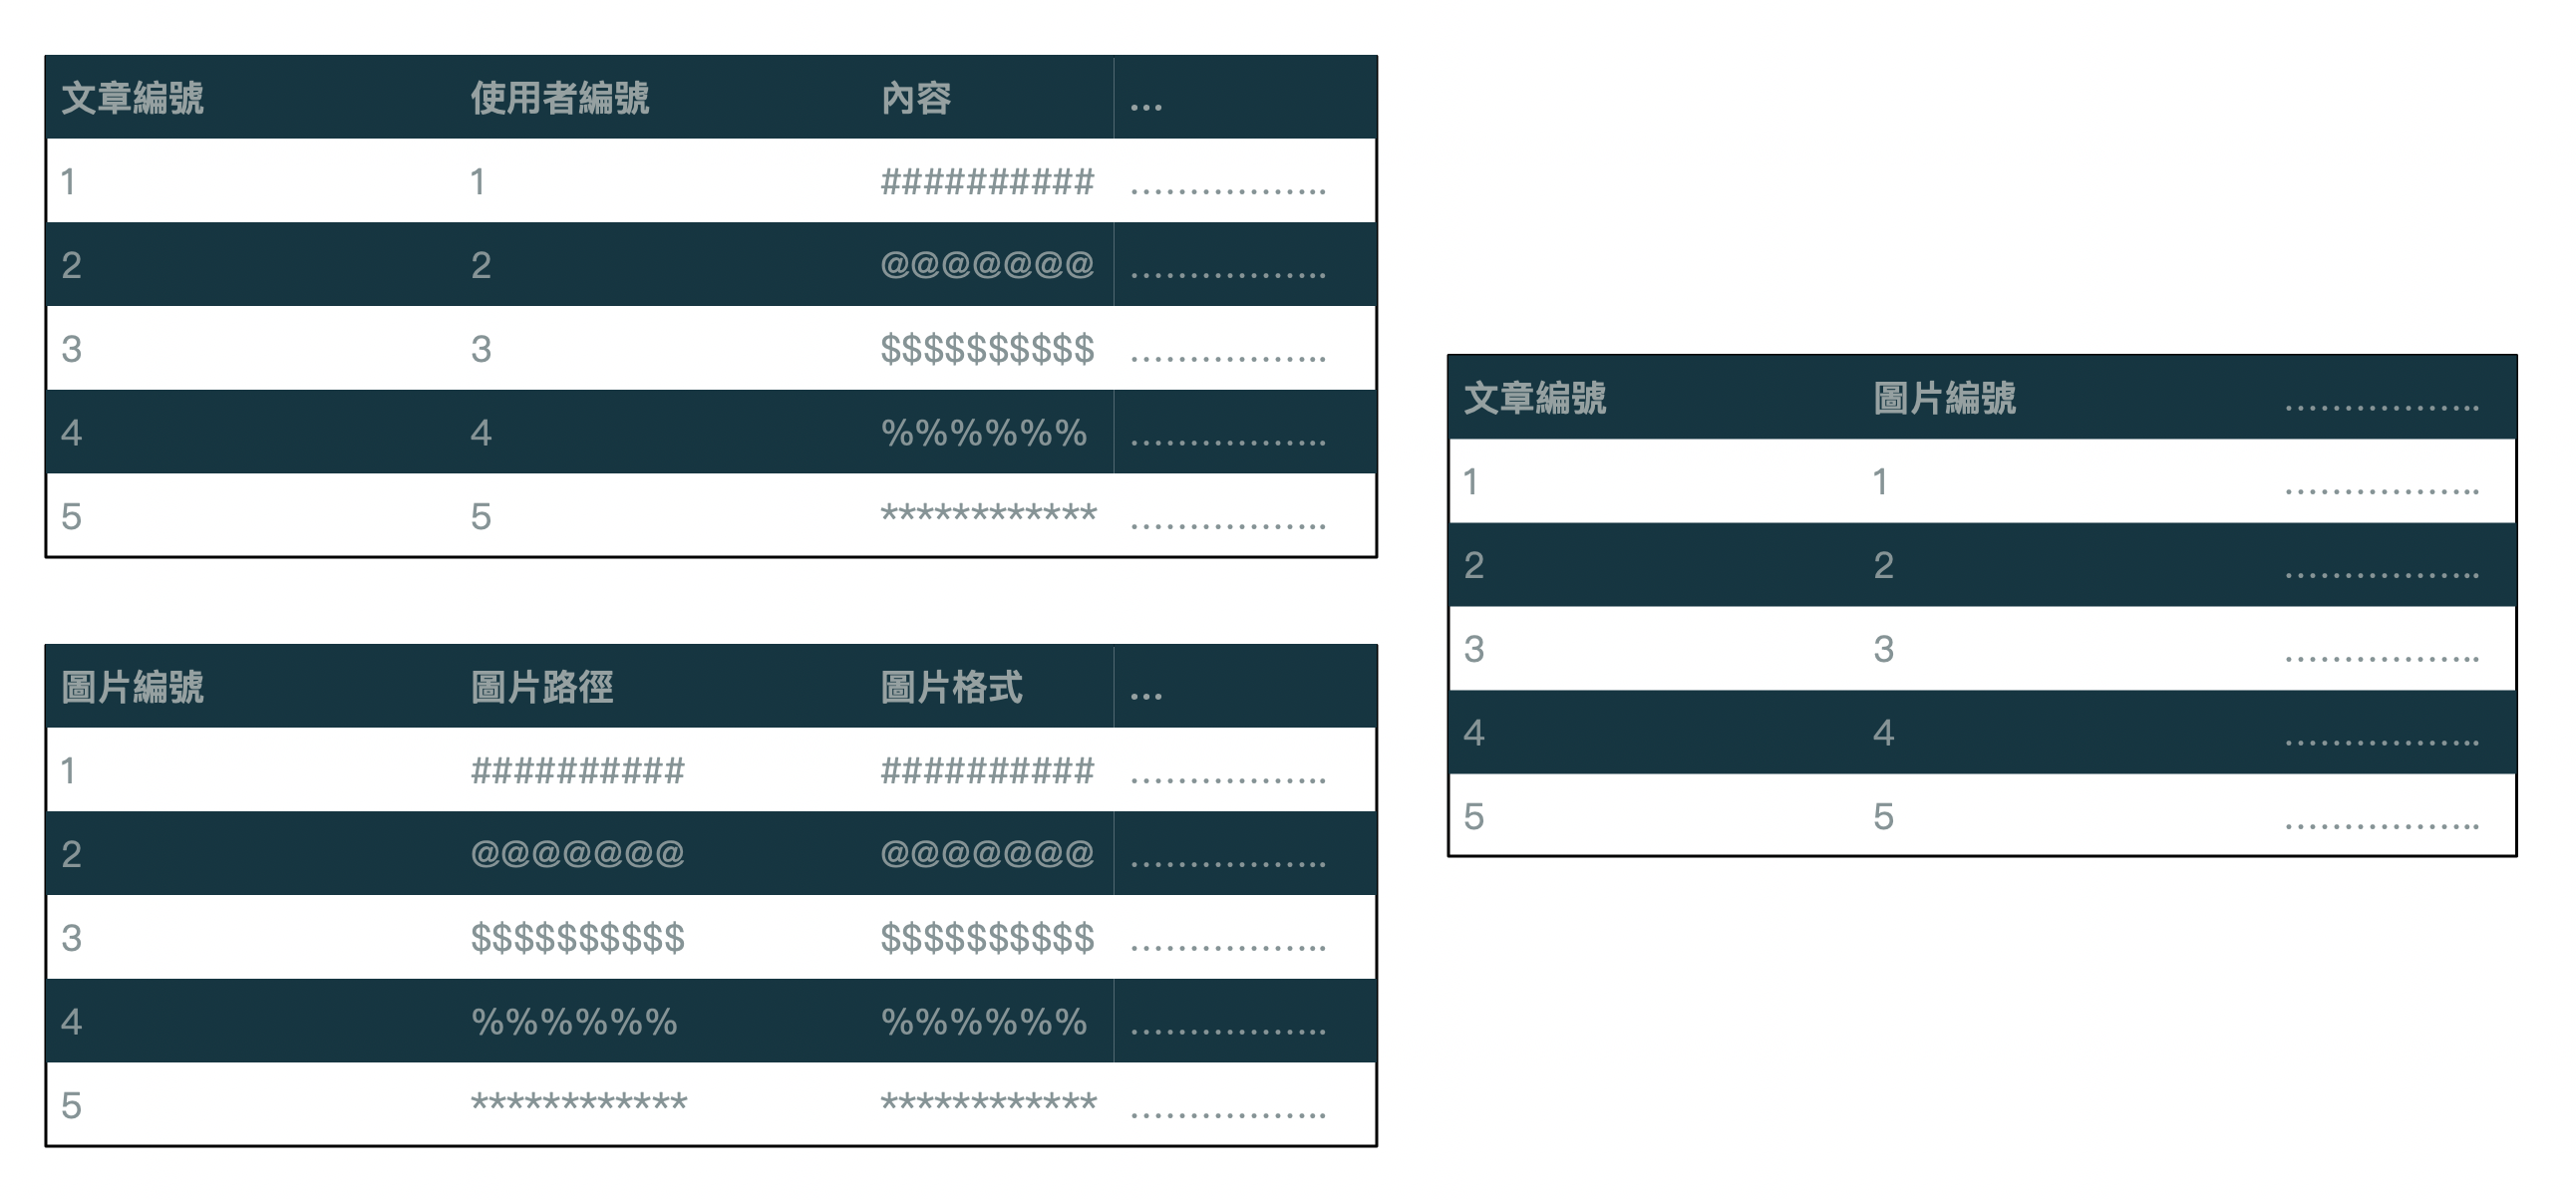 文章編號 使用者編號 內容 ...
1 1 ########## ................
2 2 @@@@@@@ ................
3 3 $$$$$$$$$$ ................
4 4 %%%%%% ................
5 5 ************ ................
圖片編號 圖片路徑 圖片格式 ...
1 ########## ########## ................
2 @@@@@@@ @@@@@@@ ................
3 $$$$$$$$$$ $$$$$$$$$$ ................
4 %%%%%% %%%%%% ................
5 ************ ************ ................
文章編號 圖片編號 ................
1 1 ................
2 2 ................
3 3 ................
4 4 ................
5 5 ................